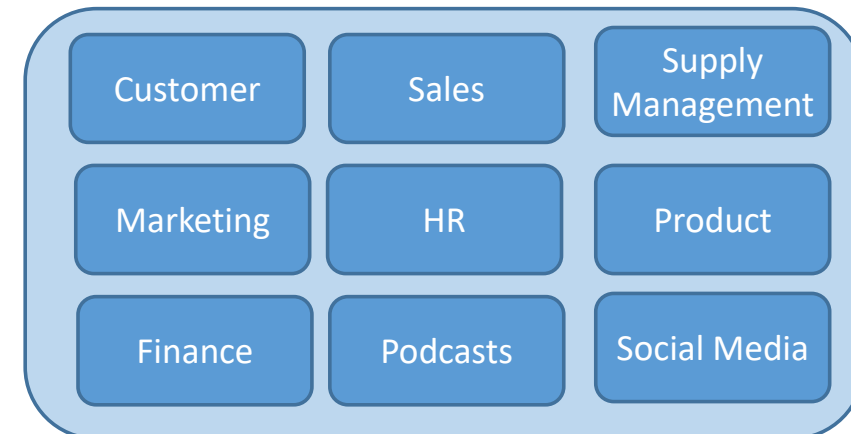 Customer
Sales
Supply
Management
Marketing
HR
Product
Finance
Podcasts
Social Media